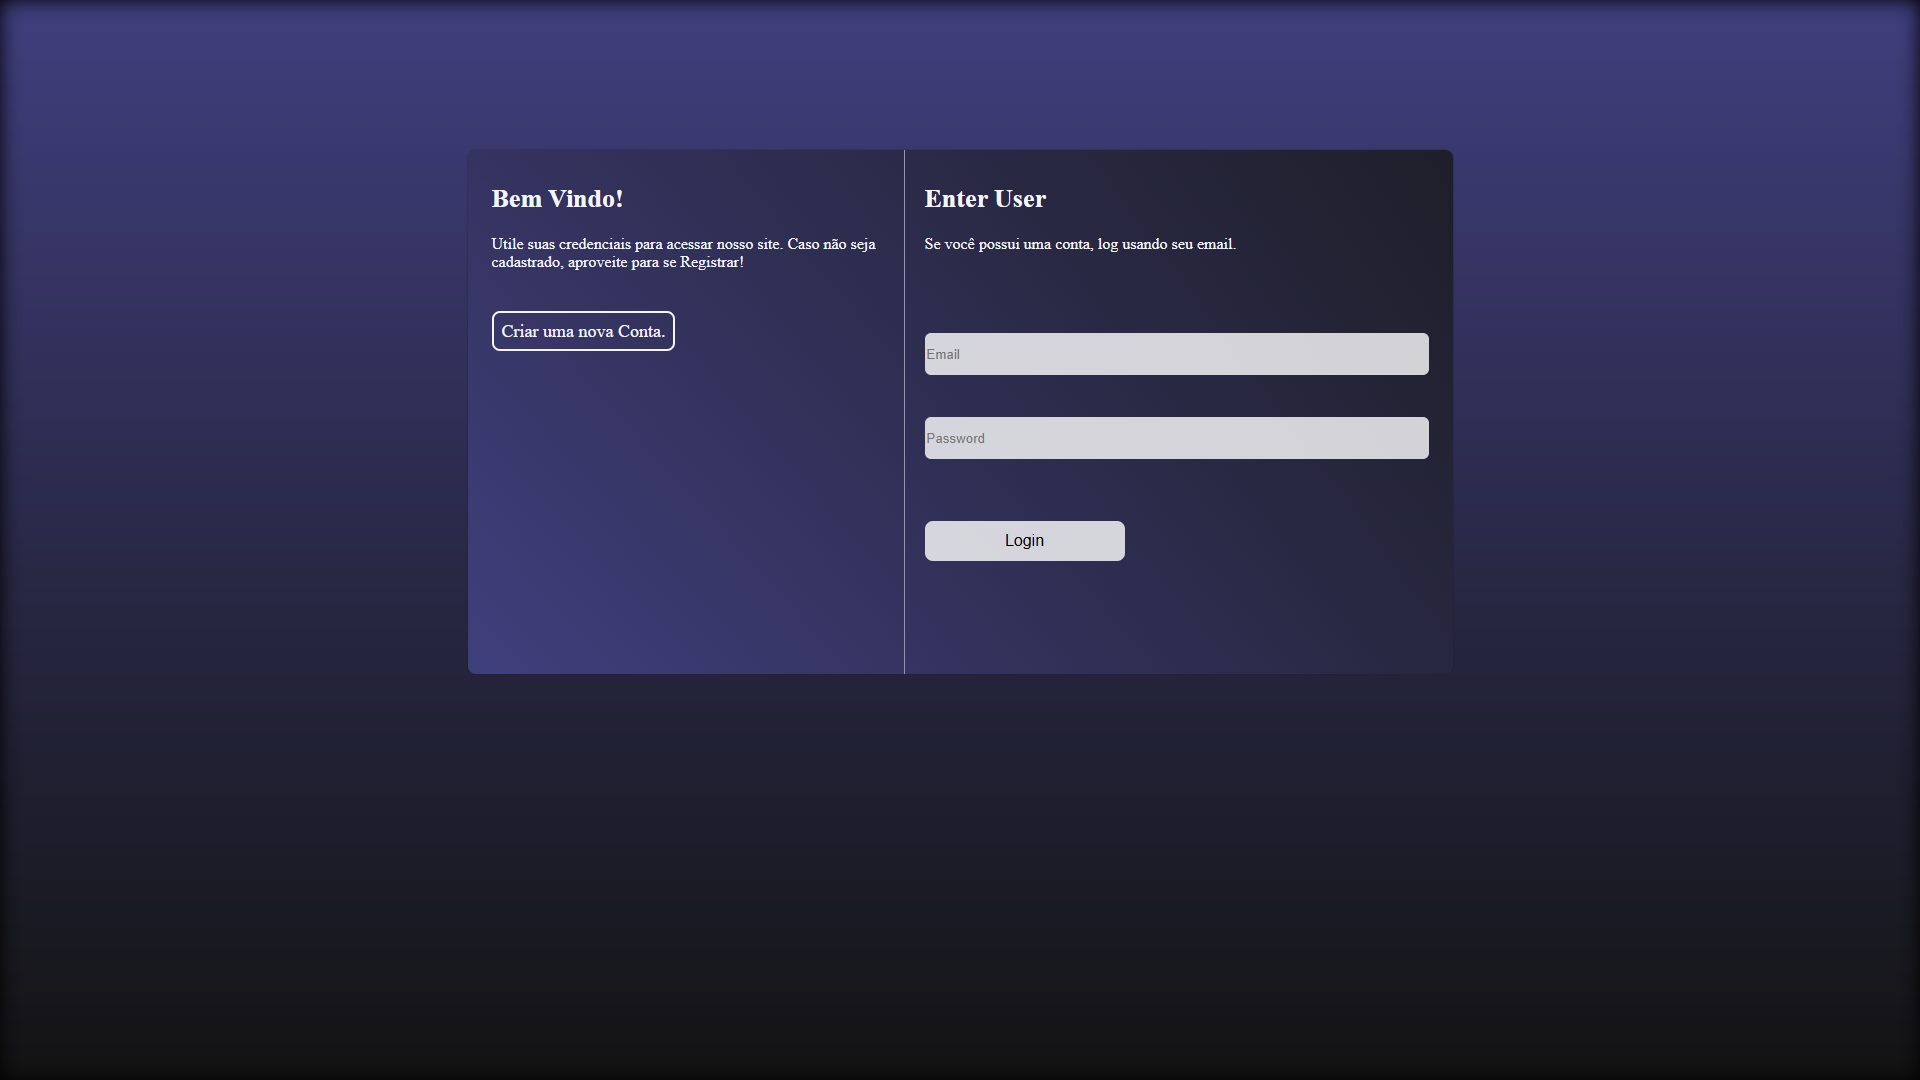 Bem Vindo!
Utile suas credenciais para acessar nosso site. Caso não seja
cadastrado, aproveite para se Registrar!
Criar uma nova Conta.
Enter User
Se você possui uma conta, log usando seu email.
Email
Password
Login